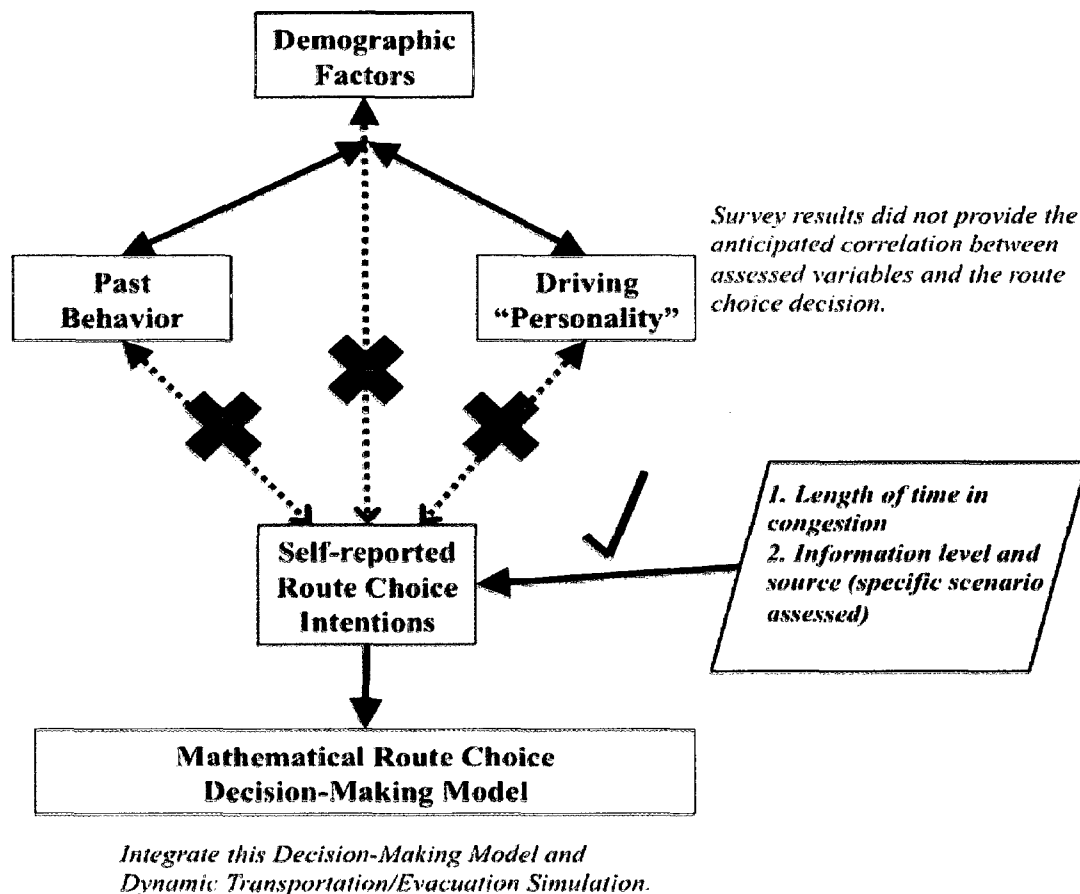 Demographic
Factors
Survey results did not provide the
anticipated correlation between
assessed variables and the route
choice decision.
Past
Behavior
Driving
“Personality”
1. Length of time in
congestion
2. Information level and
source (specific scenario
assessed)
Self-reported
Route Choice
Intentions
Mathematical Route Choice
Decision-Making Model
Integrate this Decision-Making Model and
Dynamic Transportation/Evacuation Simulation.